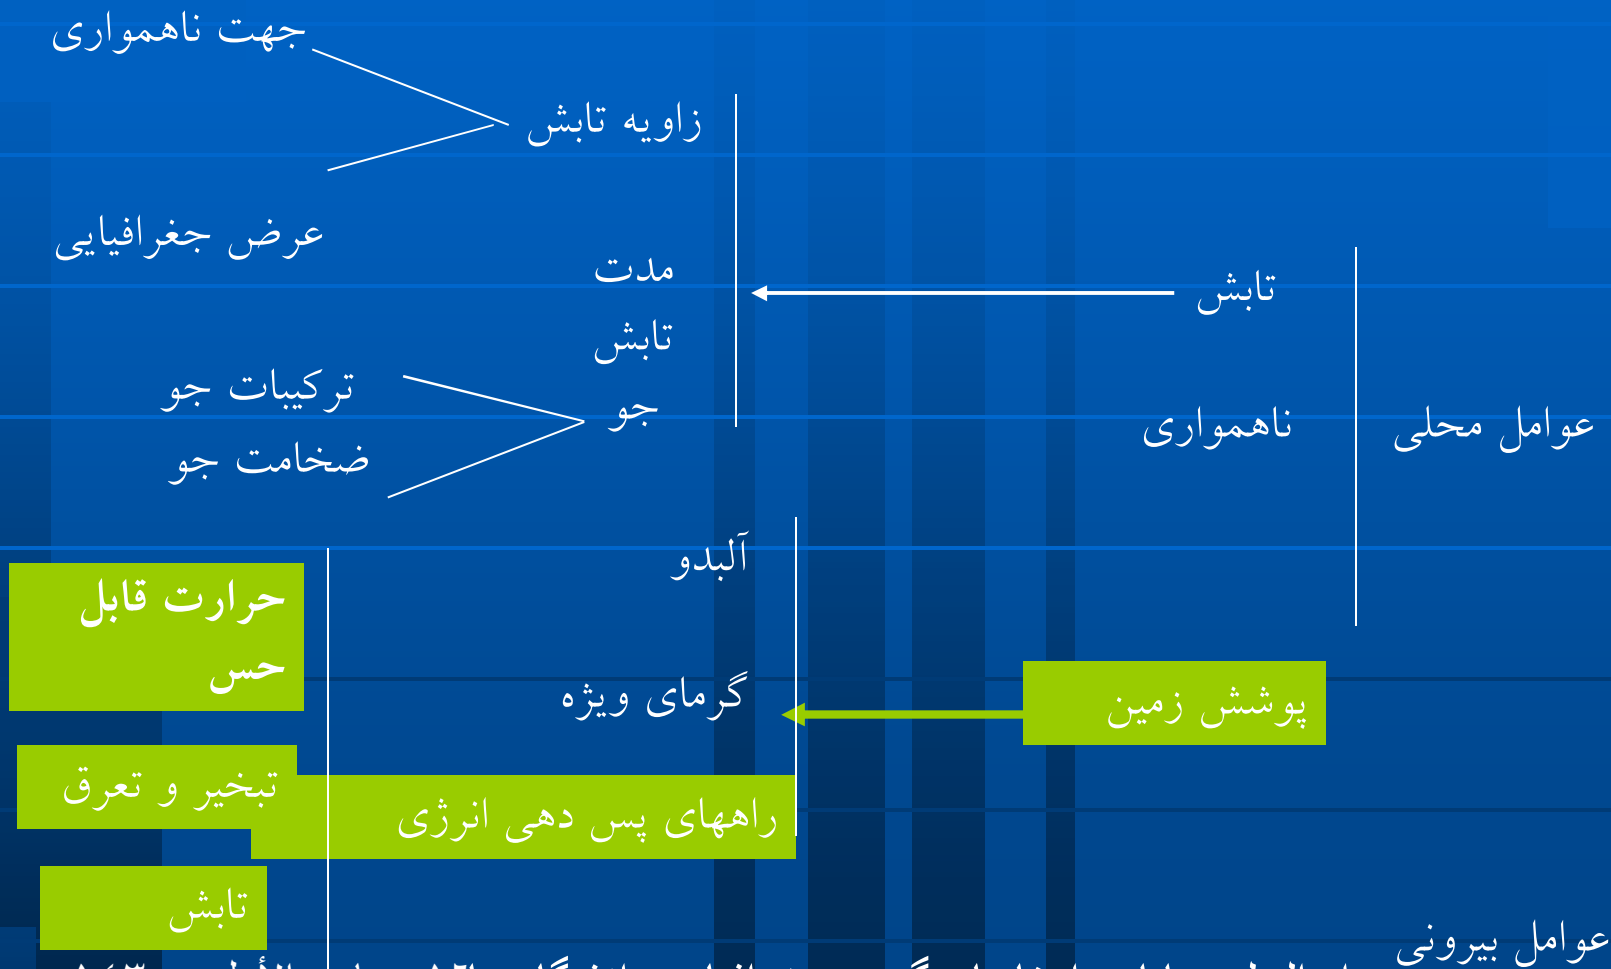 جهت ناهمواری
زاویه تابش
عرض جغرافیایی
مدت
تابش
تابش
ترکیبات جو
جو
ناهمواری
عوامل محلی
ضخامت جو
آلبدو
حرارت قابل
حس
گرمای ویژه
پوشش زمین
تبخیر و تعرق
راههای پس دهی انرژی
تابش
عوامل بیرونی